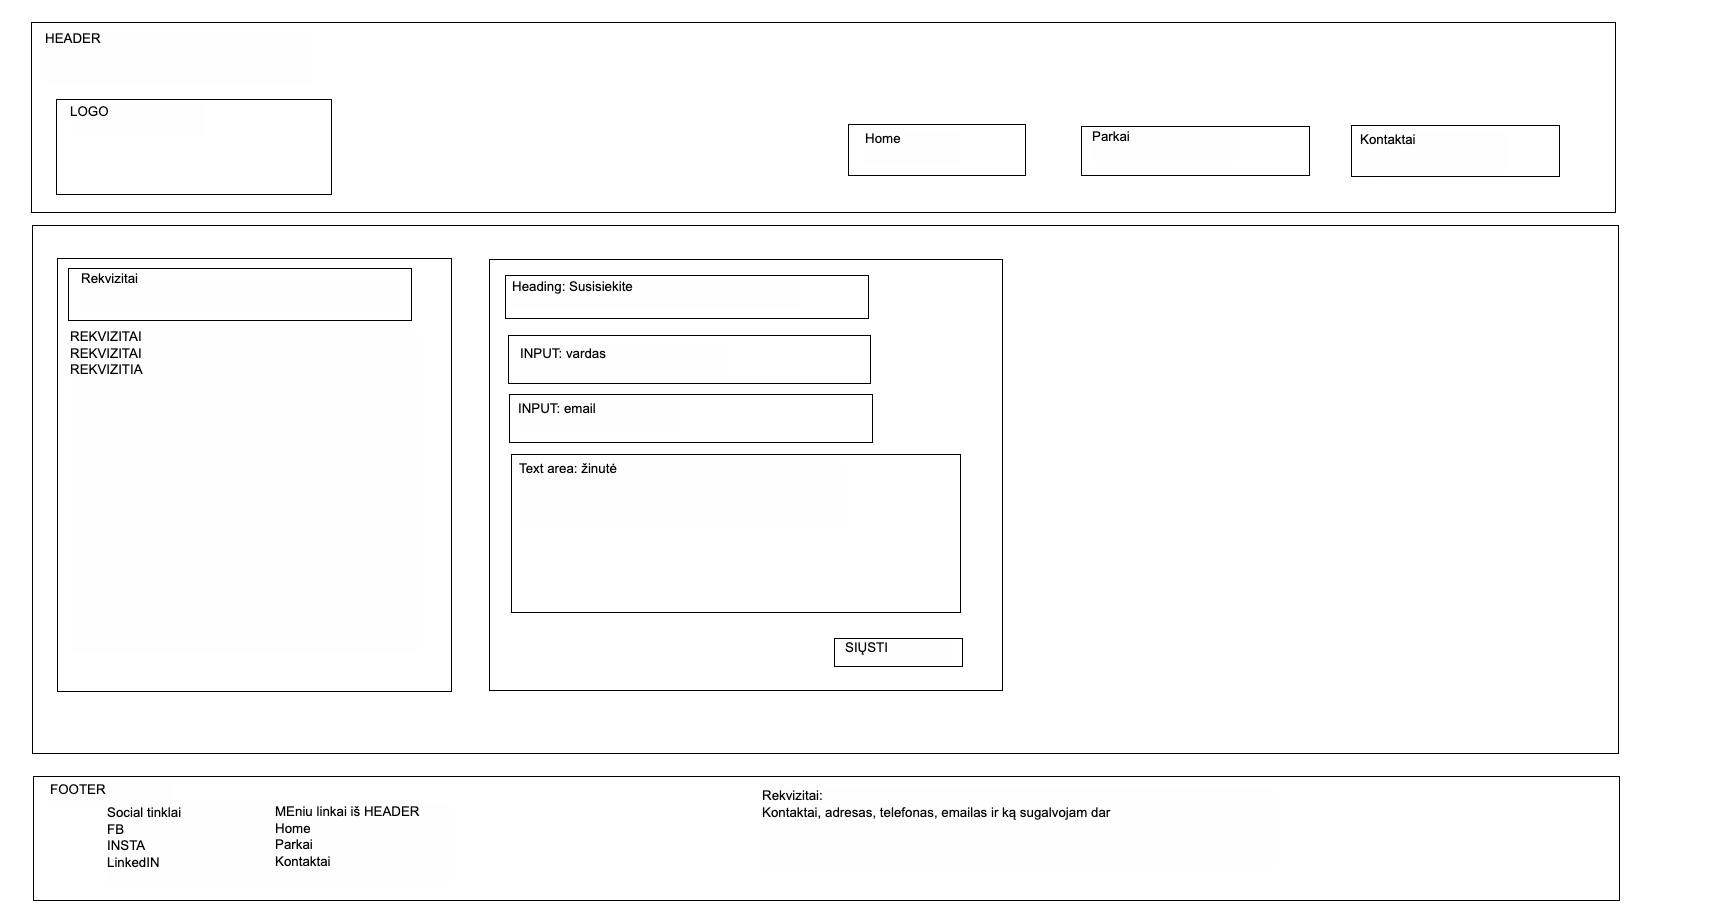 HEADER
LOGO
Home
Parkai
Kontaktai
Rekvizitai
REKVIZITAI
REKVIZITAI
REKVIZITIA
Heading: Susisiekite
INPUT: vardas
INPUT: email
Text area: žinutė
SIŲSTI
FOOTER
Social tinklai
FB
INSTA
LinkedIN
MEniu linkai iš HEADER
Home
Parkai
Kontaktai
Rekvizitai:
Kontaktai, adresas, telefonas, emailas ir ką sugalvojam dar